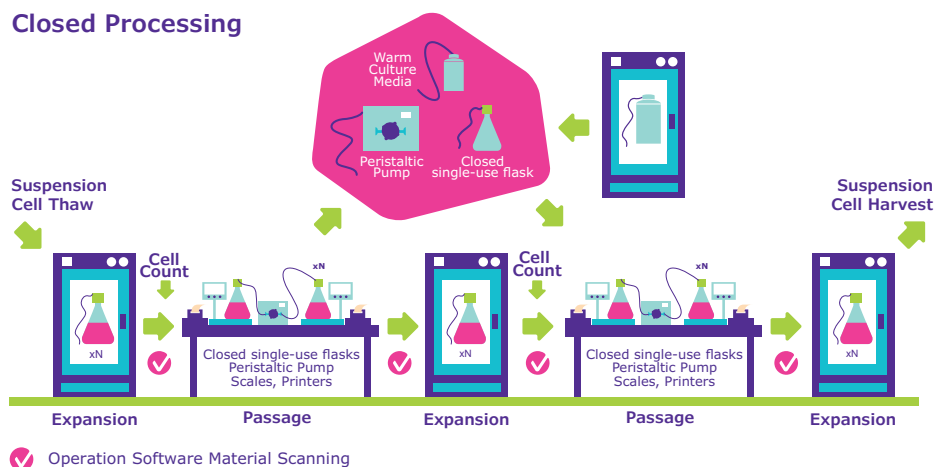 Closed Processing
Warm
Culture
Media
Peristaltic
Pump
Closed
single-use flask
Suspension
Cell Thaw
Suspension
Cell Harvest
Cell
Count
xN
Cell
Count
xN
xN
Closed single-use flasks
Peristaltic Pump
Scales, Printers
xN
Closed single-use flasks
Peristaltic Pump
Scales, Printers
xN
Expansion
Passage
Expansion
Passage
Expansion
Operation Software Material Scanning